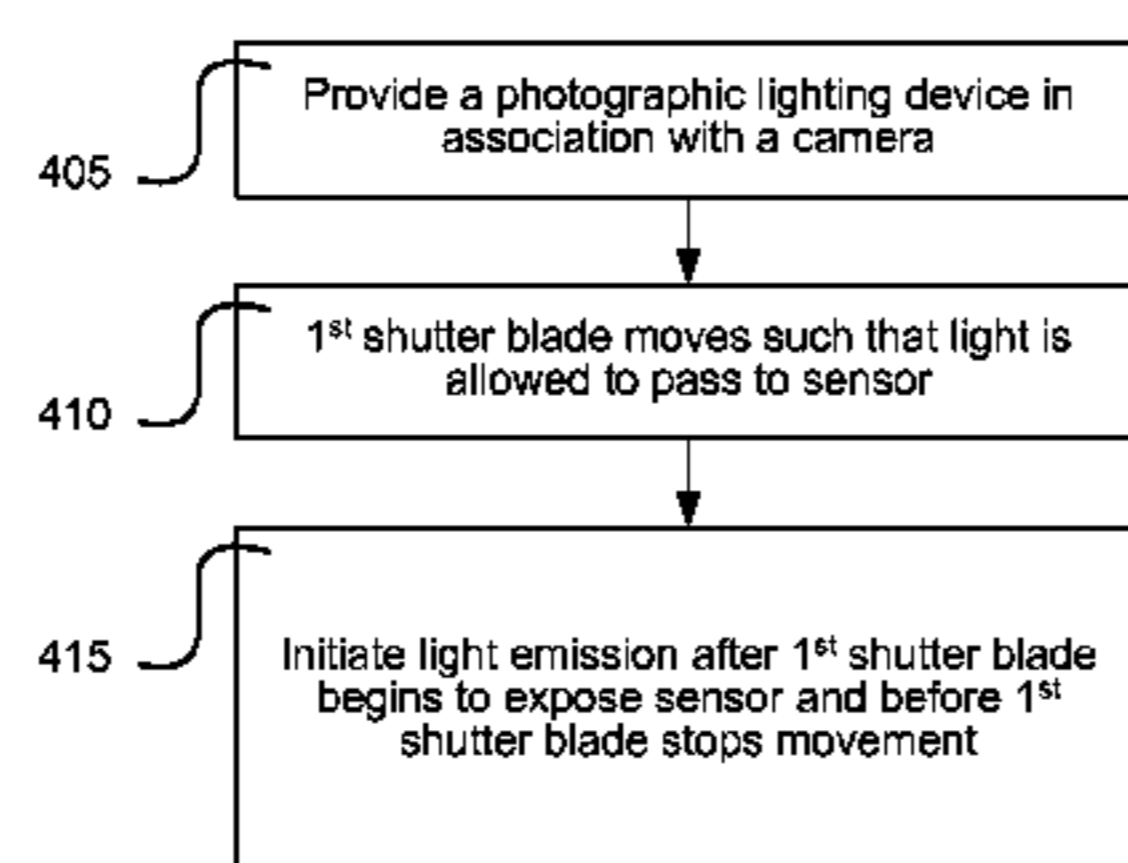 Provide a photographic lighting device in
association with a camera
405
1st shutter blade moves such that light is
allowed to pass to sensor
410
Initiate light emission after 1st shutter blade
begins to expose sensor and before 1st
shutter blade stops movement
415